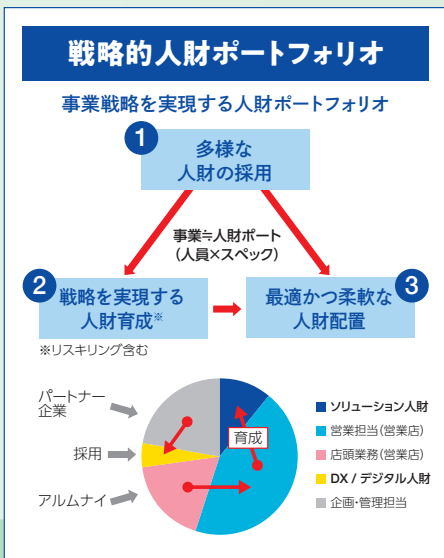 戦略的人財ポートフォリオ
事業戦略を実現する人財ポートフォリオ
1
多様な
人財の採用
事業≒人財ポート
(人員×スペック)
2
戦略を実現する
人財育成※
3
最適かつ柔軟な
人財配置
※リスキリング含む
パートナー
企業
採用
アルムナイ
育成
ソリューション人財
営業担当(営業店)
店頭業務(営業店)
DX / デジタル人財
企画・管理担当